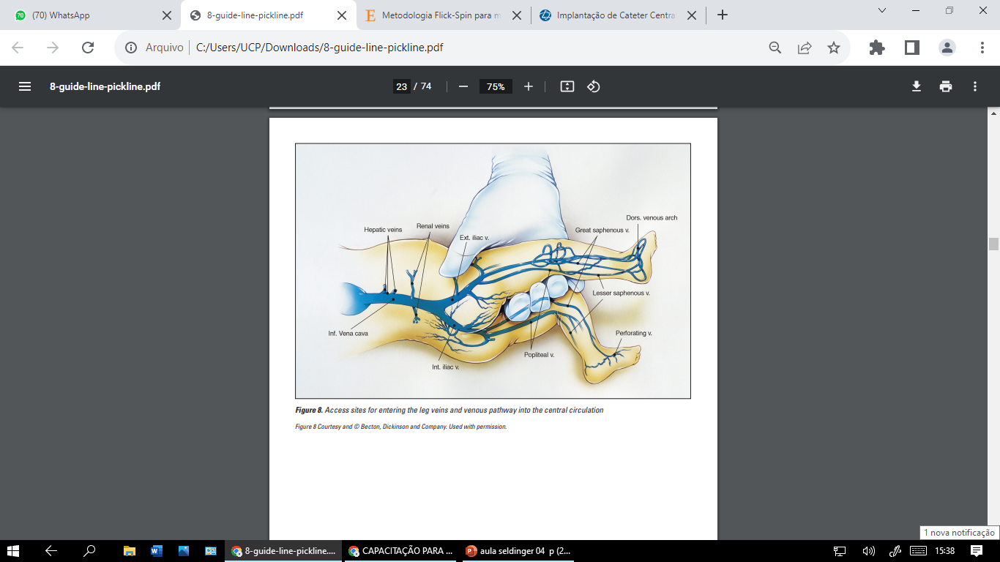 70
(70) WhatsApp
8-guide-line-pickline.pdf
Metodologia Flick-Spin para m
Implantação de Cateter Centra
Arquivo
C:/Users/UCP/Downloads/8-guide-line-pickline.pdf
8-guide-line-pickline.pdf
23 / 74
75%
Dors. venous arch
Hepatic veins
Renal veins
Great saphenous v.
Ext. iliac v.
Lesser saphenous v.
Inf. Vena cava
Perforating v.
Popliteal v.
Int. iliac v.
Figure 8. Access sites for entering the leg veins and venous pathway into the central circulation
Figure 8 Courtesy and © Becton, Dickinson and Company. Used with permission.
1 nova notificação
8-guide-line-pickline....
CAPACITAÇÃO PARA ...
aula seldinger 04 p (2...
15:38